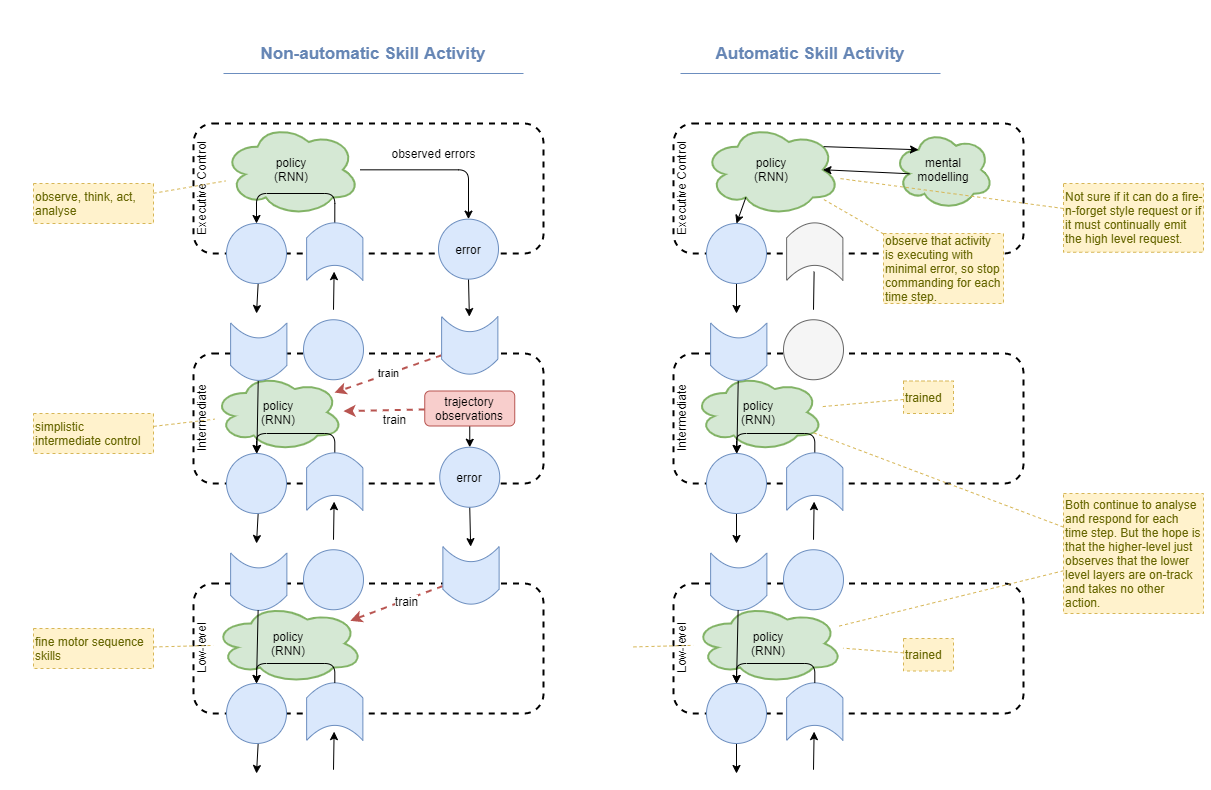 Non-automatic Skill Activity
Executive Control
policy
(RNN)
observed errors
error
observe, think, act,
analyse
Intermediate
policy
(RNN)
train
train
trajectory
observations
error
simplistic
intermediate control
Low-level
policy
(RNN)
train
fine motor sequence
skills
Automatic Skill Activity
Executive Control
policy
(RNN)
mental
modelling
Not sure if it can do a fire-
n-forget style request or if
it must continually emit
the high level request.
observe that activity
is executing with
minimal error, so stop
commanding for each
time step.
Intermediate
policy
(RNN)
trained
Both continue to analyse
and respond for each
time step. But the hope is
that the higher-level just
observes that the lower
level layers are on-track
and takes no other
action.
Low-level
policy
(RNN)
trained